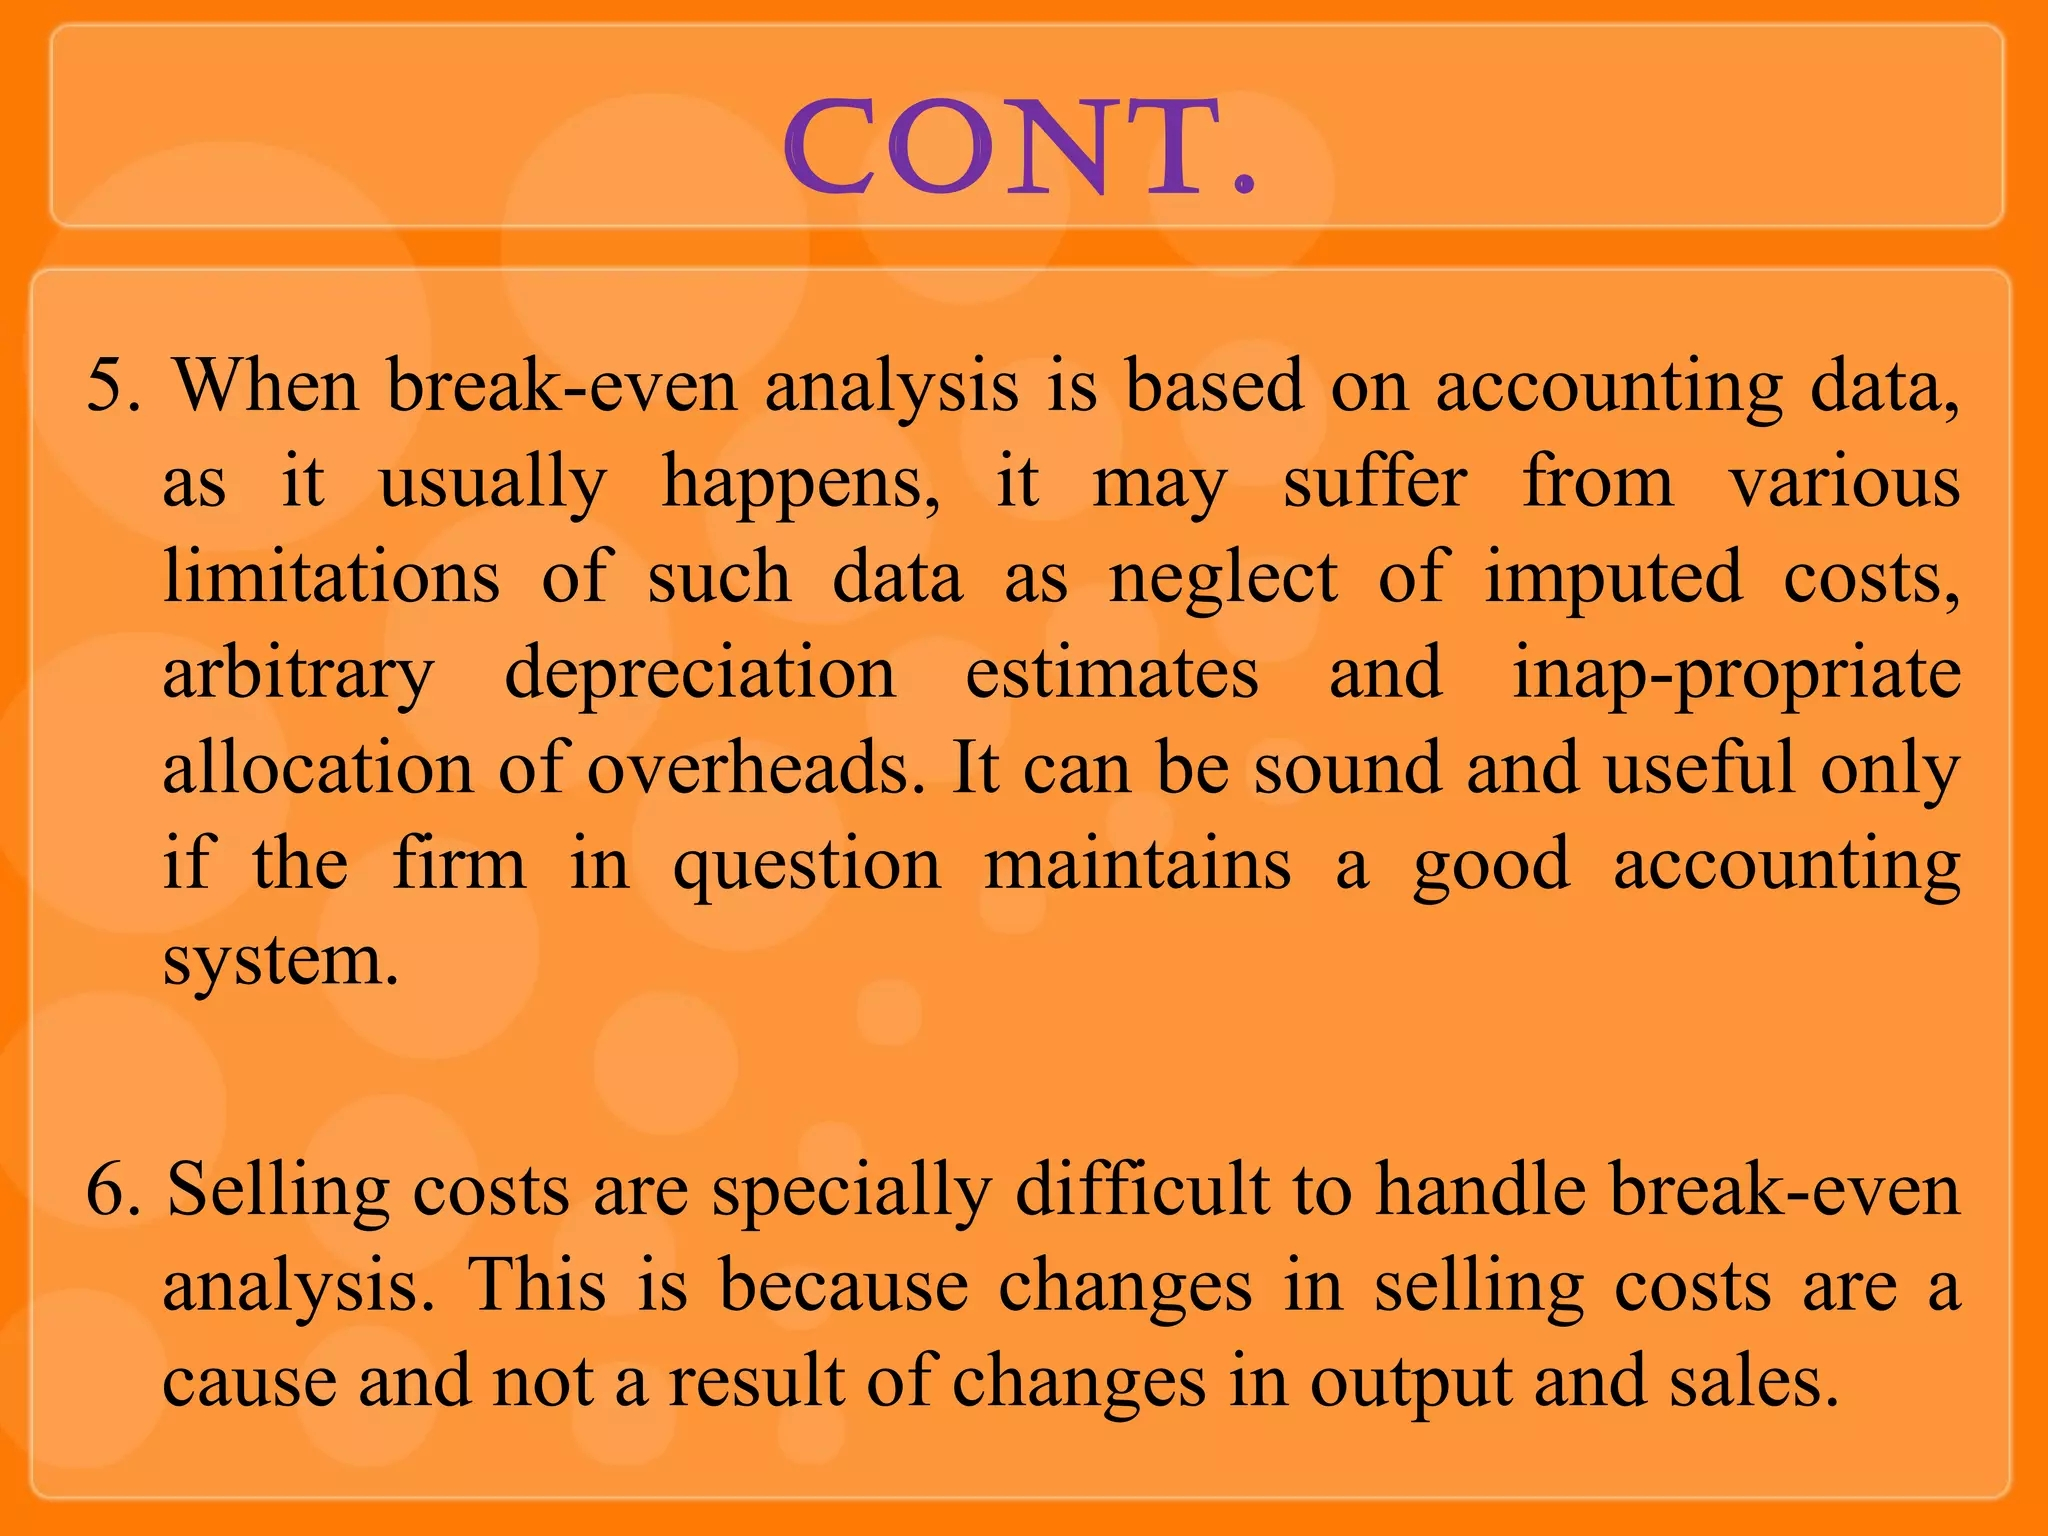 CONT.
5. When break-even analysis is based on accounting data,
as it usually happens, it may suffer from various
limitations of such data as neglect of imputed costs,
arbitrary depreciation estimates and inap-propriate
allocation of overheads. It can be sound and useful only
if the firm in question maintains a good accounting
system.
6. Selling costs are specially difficult to handle break-even
analysis. This is because changes in selling costs are a
cause and not a result of changes in output and sales.